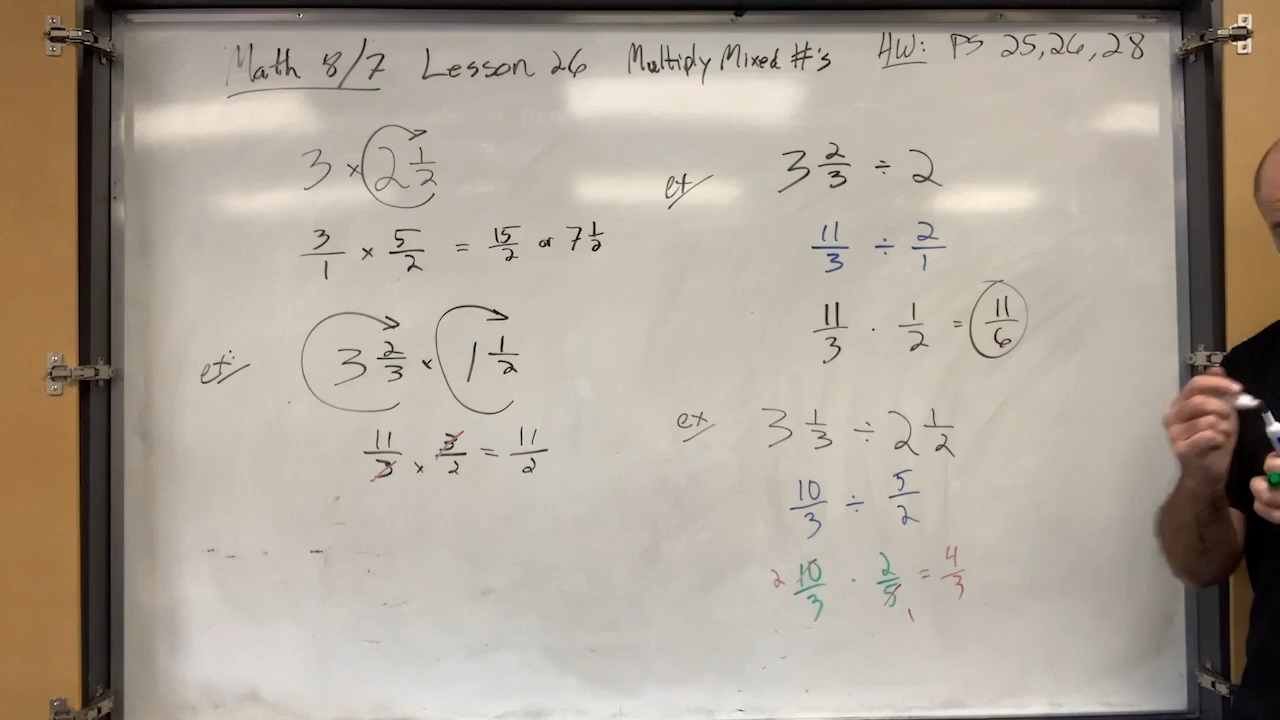 Math 8/7 Lesson 26 Multiply Mixed #'s HW: PS 25, 26, 28
3 × 2 1/2
3/1 × 5/2 = 15/2 or 7 1/2
ex: 3 2/3 × 1 1/2
11/3 × 3/2 = 11/2
ex 3 2/3 ÷ 2
11/3 ÷ 2/1
11/3 · 1/2 = 11/6
ex 3 1/3 ÷ 2 1/2
10/3 ÷ 5/2
2 10/3 · 2/5 1 = 4/3